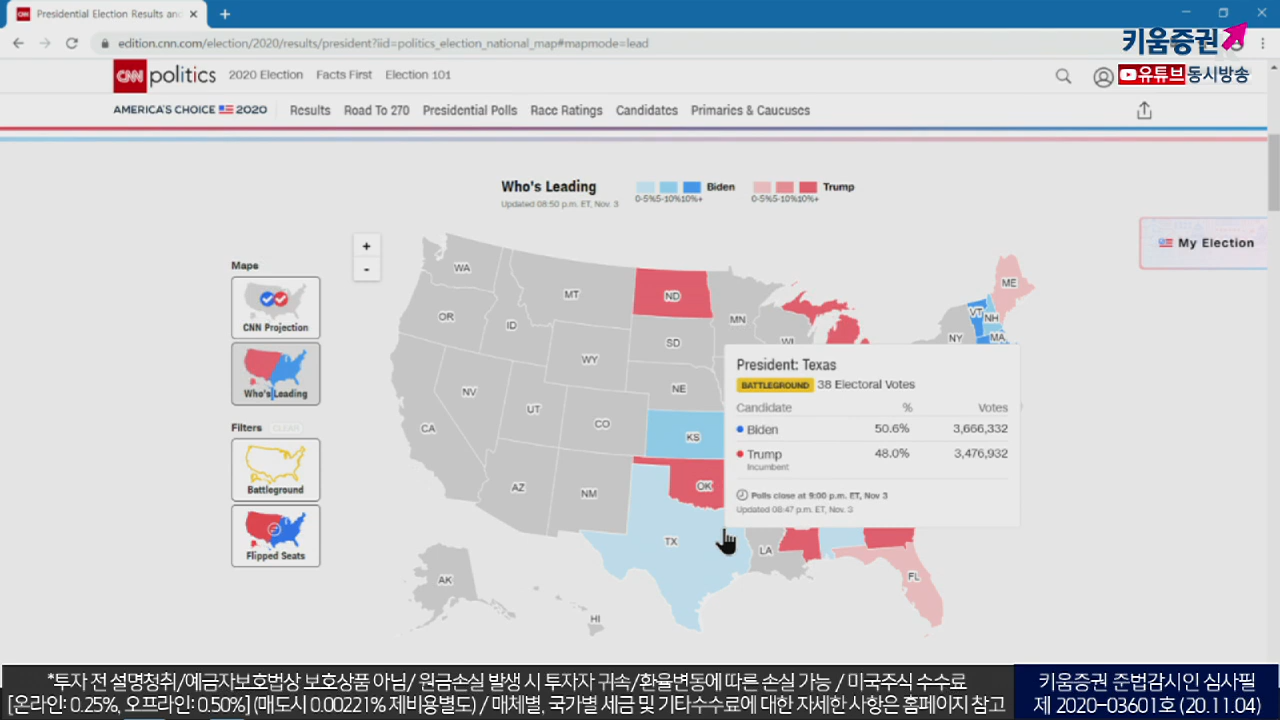 Presidential Election Results and
edition.cnn.com/election/2020/results/president?iid=politics_election_national_map#mapmode=lead
키움증권
유튜브동시방송
CNN politics 2020 Election Facts First Election 101
AMERICA'S CHOICE 2020 Results Road To 270 Presidential Polls Race Ratings Candidates Primaries & Caucuses
Who's Leading
Updated 08:50 p.m. ET, Nov. 3
Biden
0-5%5-10%10%+
Trump
0-5%5-10%10%+
My Election
+
-
Maps
CNN Projection
Who's Leading
Filters CLEAR
Battleground
Flipped Seats
WA
MT
ND
MN
ME
VT
NH
OR
ID
SD
WI
NY
MA
WY
NV
NE
UT
CO
CA
KS
AZ
NM
OK
TX
LA
AK
HI
FL
President: Texas
BATTLEGROUND 38 Electoral Votes
Candidate % Votes
Biden 50.6% 3,666,332
Trump 48.0% 3,476,932
Incumbent
Polls close at 9:00 p.m. ET, Nov 3
Updated 08:47 p.m. ET, Nov. 3
*투자 전 설명청취/예금자보호법상 보호상품 아님/ 원금손실 발생 시 투자자 귀속/환율변동에 따른 손실 가능 / 미국주식 수수료
[온라인: 0.25%, 오프라인: 0.50%] (매도시 0.00221% 제비용별도) / 매체별, 국가별 세금 및 기타수수료에 대한 자세한 사항은 홈페이지 참고
키움증권 준법감시인 심사필
제 2020-03601호 (20.11.04)